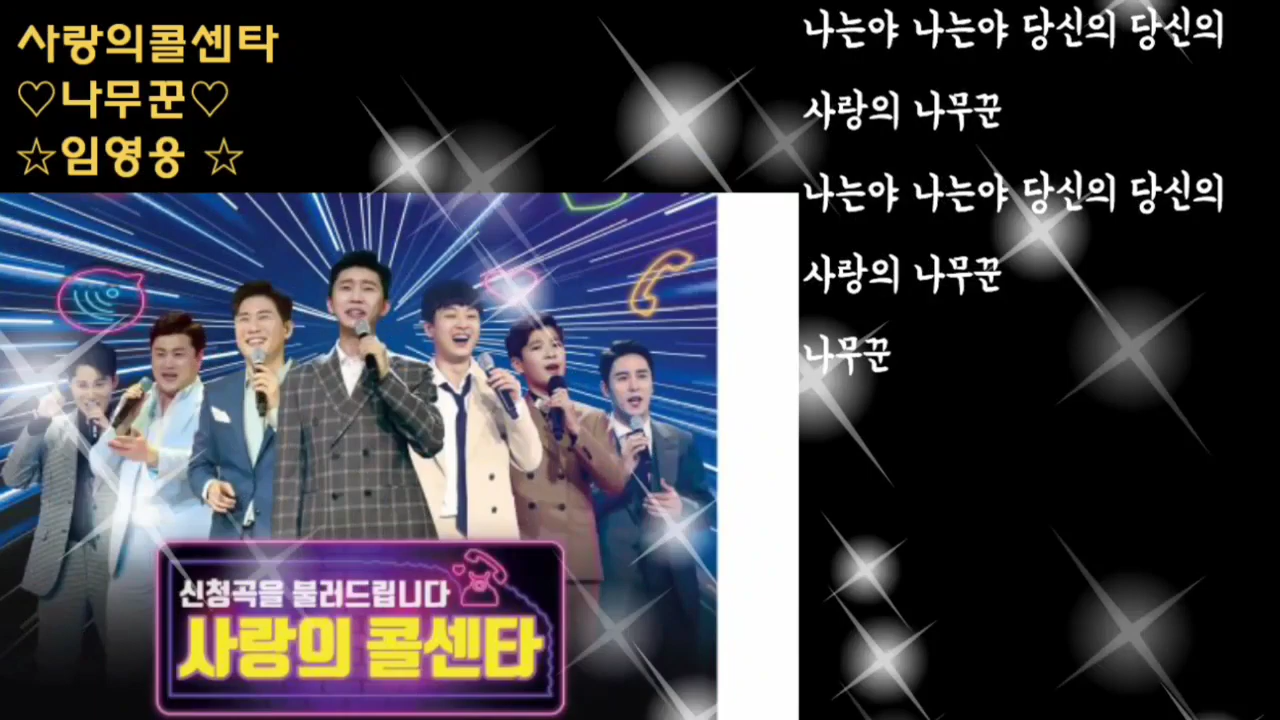 사랑의콜센타
♡나무꾼♡
☆임영웅 ☆
나는야 나는야 당신의 당신의
사랑의 나무꾼
나는야 나는야 당신의 당신의
사랑의 나무꾼
나무꾼
신청곡을 불러드립니다
사랑의 콜센타